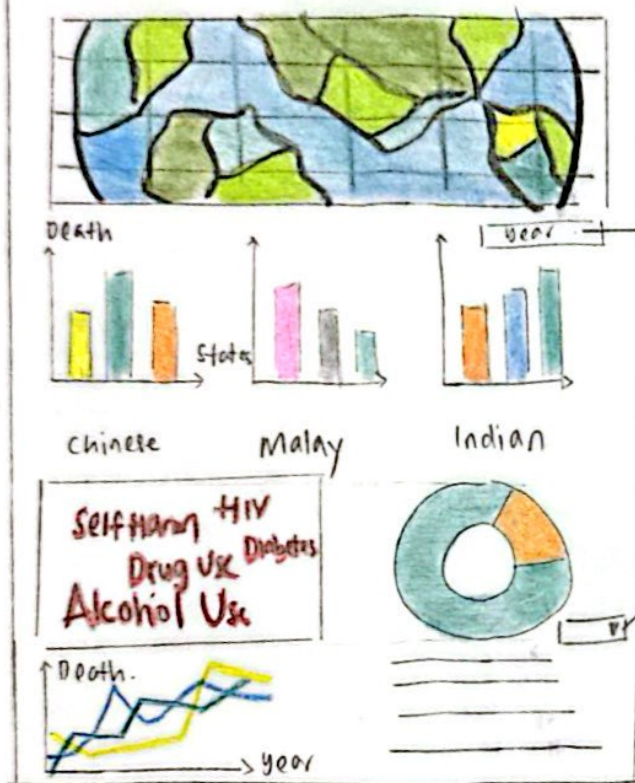 Death
year
States
Chinese
Malay
Indian
Self Harm HIV
Drug Use Diabetes
Alcohol Use
Death.
year